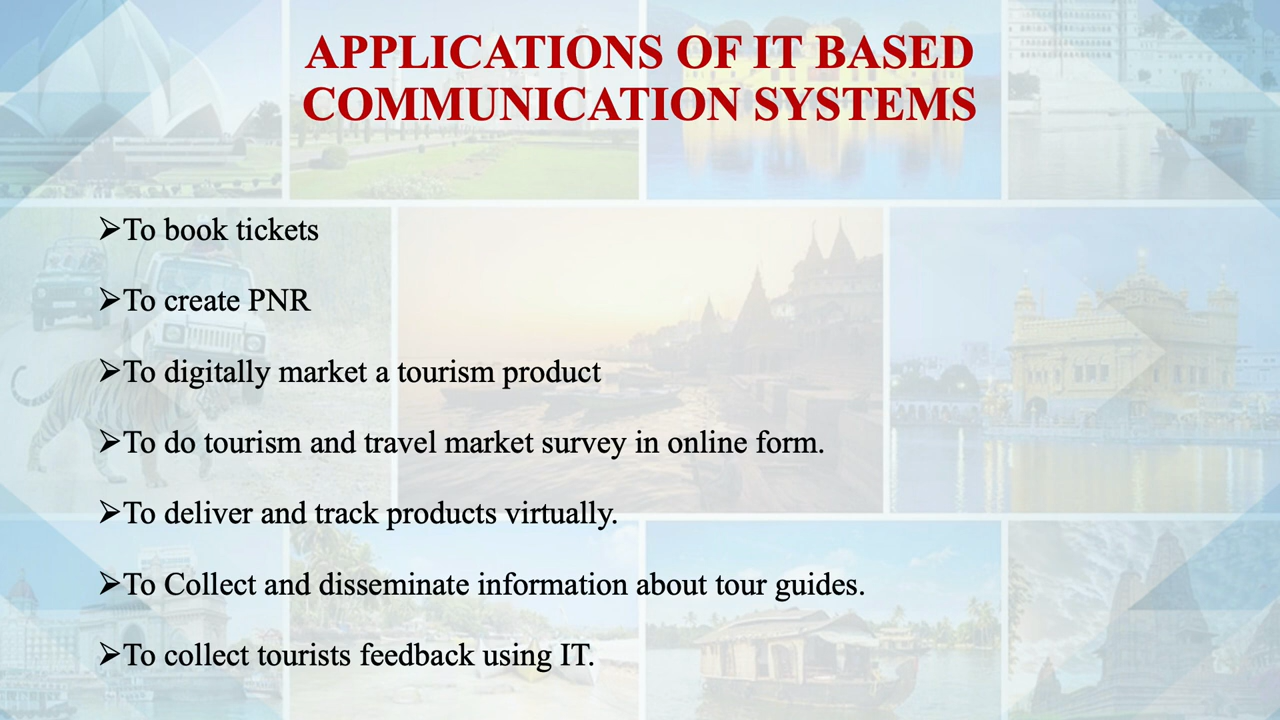 APPLICATIONS OF IT BASED
COMMUNICATION SYSTEMS
➢To book tickets
➢To create PNR
➢To digitally market a tourism product
➢To do tourism and travel market survey in online form.
➢To deliver and track products virtually.
➢To Collect and disseminate information about tour guides.
➢To collect tourists feedback using IT.